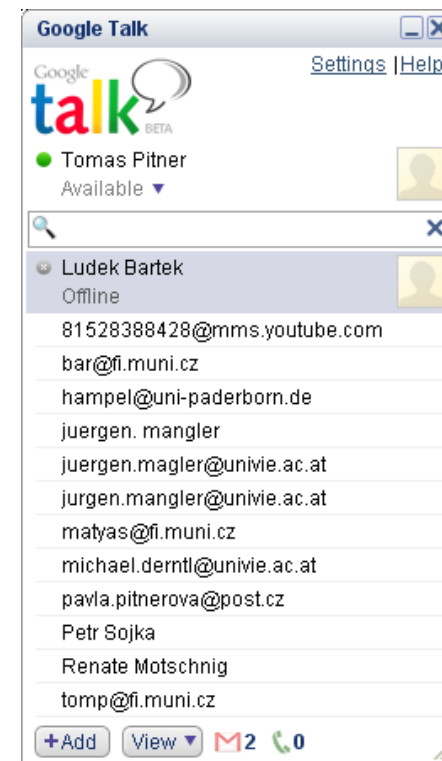 Google Talk
Settings | Help
Google
talk
BETA
Tomas Pitner
Available
Ludek Bartek
Offline
81528388428@mms.youtube.com
bar@fi.muni.cz
hampel@uni-paderborn.de
juergen. mangler
juergen.magler@univie.ac.at
jurgen.mangler@univie.ac.at
matyas@fi.muni.cz
michael.derntl@univie.ac.at
pavla.pitnerova@post.cz
Petr Sojka
Renate Motschnig
tomp@fi.muni.cz
+Add View 2 0